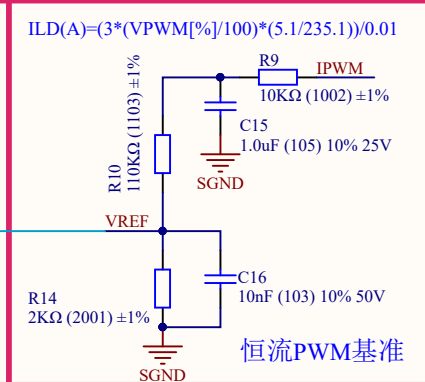 ILD(A)=(3*(VPWM[%]/100)*(5.1/235.1))/0.01
R9
IPWM
10KΩ (1002) ±1%
C15
1.0uF (105) 10% 25V
R10
110KΩ (1103) ±1%
SGND
VREF
C16
10nF (103) 10% 50V
R14
2KΩ (2001) ±1%
恒流PWM基准
SGND